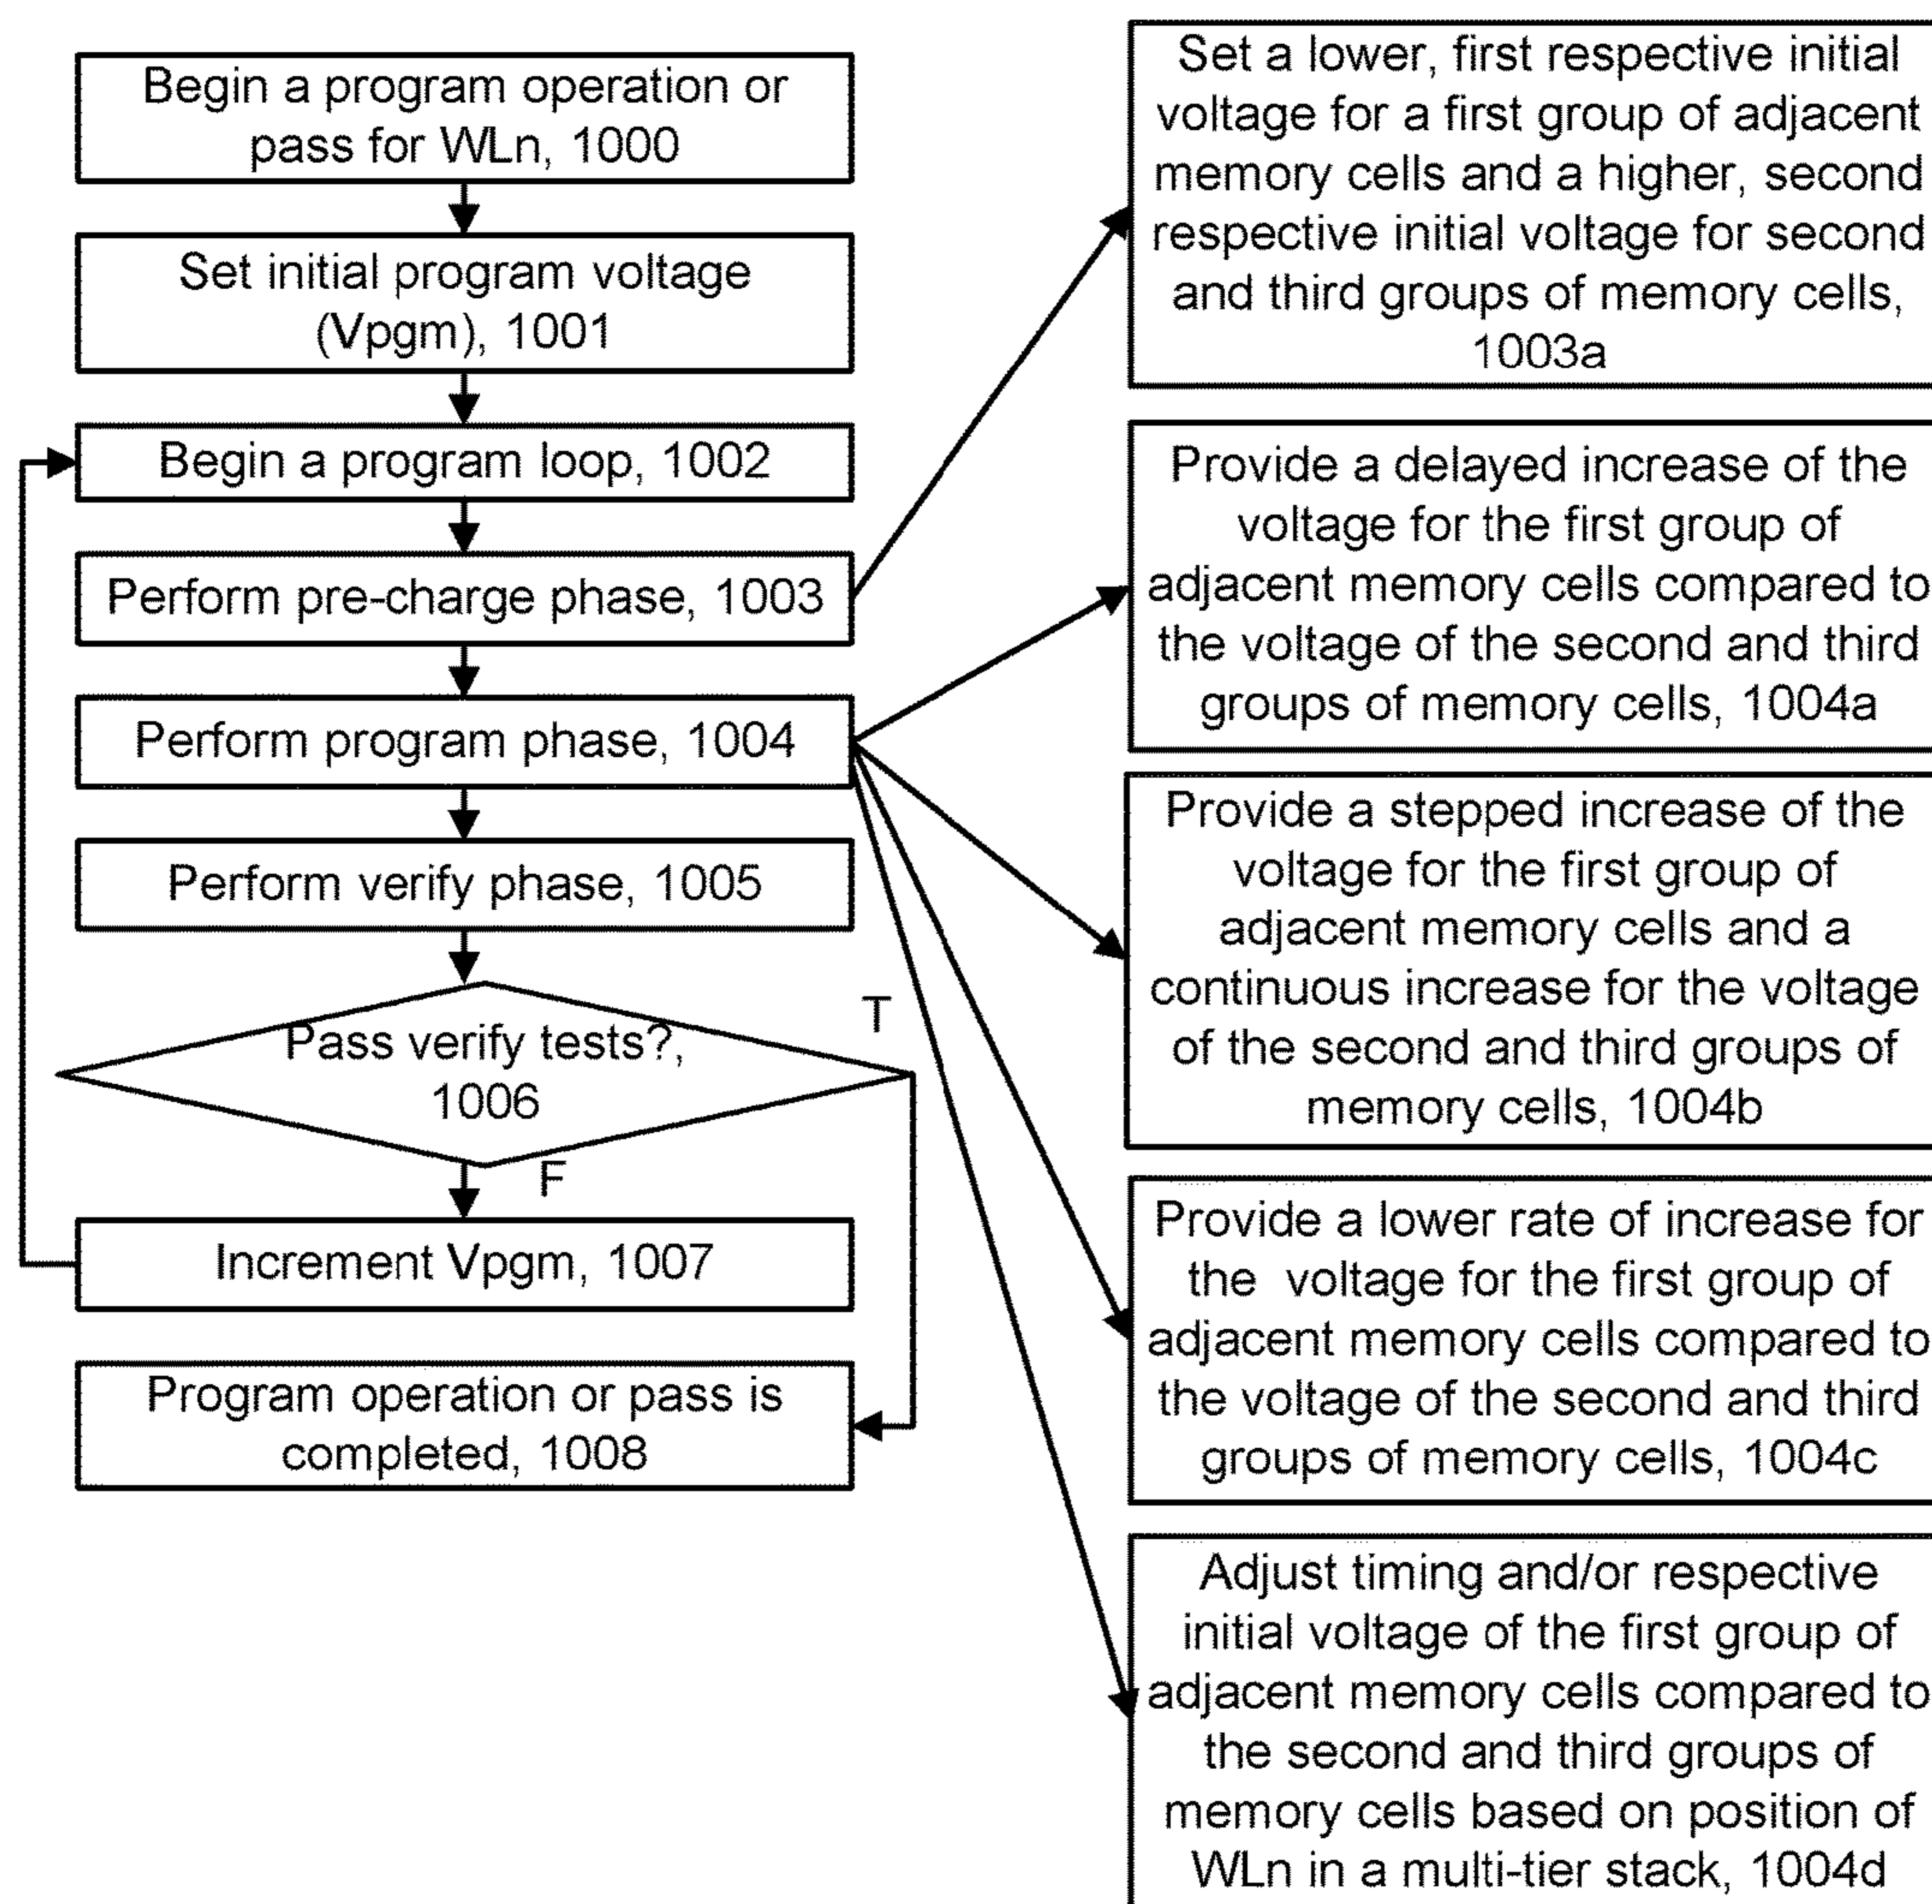 Begin a program operation or
pass for WLn, 1000
Set initial program voltage
(Vpgm), 1001
Begin a program loop, 1002
Perform pre-charge phase, 1003
Perform program phase, 1004
Perform verify phase, 1005
Pass verify tests?,
1006
T
F
Increment Vpgm, 1007
Program operation or pass is
completed, 1008
Set a lower, first respective initial
voltage for a first group of adjacent
memory cells and a higher, second
respective initial voltage for second
and third groups of memory cells,
1003a
Provide a delayed increase of the
voltage for the first group of
adjacent memory cells compared to
the voltage of the second and third
groups of memory cells, 1004a
Provide a stepped increase of the
voltage for the first group of
adjacent memory cells and a
continuous increase for the voltage
of the second and third groups of
memory cells, 1004b
Provide a lower rate of increase for
the voltage for the first group of
adjacent memory cells compared to
the voltage of the second and third
groups of memory cells, 1004c
Adjust timing and/or respective
initial voltage of the first group of
adjacent memory cells compared to
the second and third groups of
memory cells based on position of
WLn in a multi-tier stack, 1004d